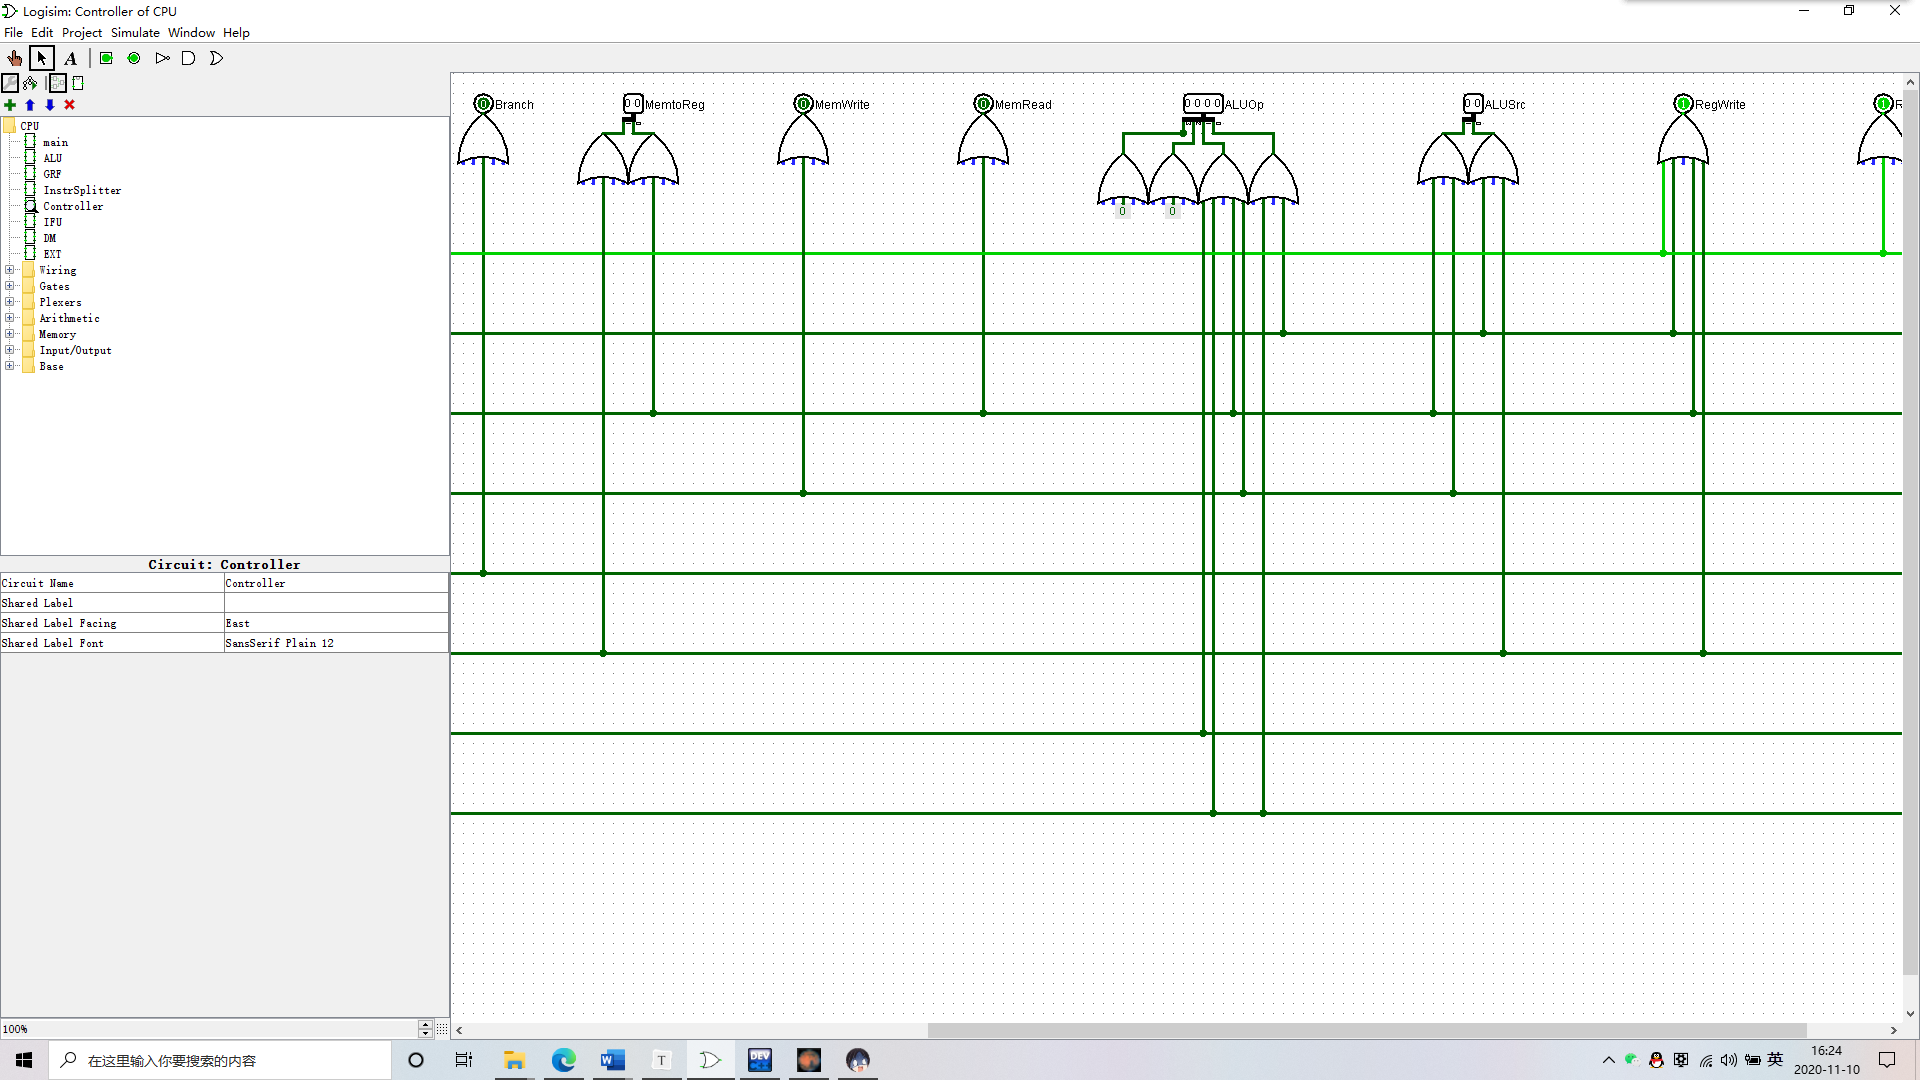 Logisim: Controller of CPU
File Edit Project Simulate Window Help
A
CPU
main
ALU
GRF
InstrSplitter
Controller
IFU
DM
EXT
Wiring
Gates
Plexers
Arithmetic
Memory
Input/Output
Base
Circuit: Controller
Circuit Name Controller
Shared Label
Shared Label Facing East
Shared Label Font SansSerif Plain 12
100%
0 Branch 0 0 MemtoReg 0 MemWrite 0 MemRead 0 0 0 0 ALUOp 0 0 ALUSrc 1 RegWrite 1 R
0 0
在这里输入你要搜索的内容
W T DEV 英
16:24
2020-11-10